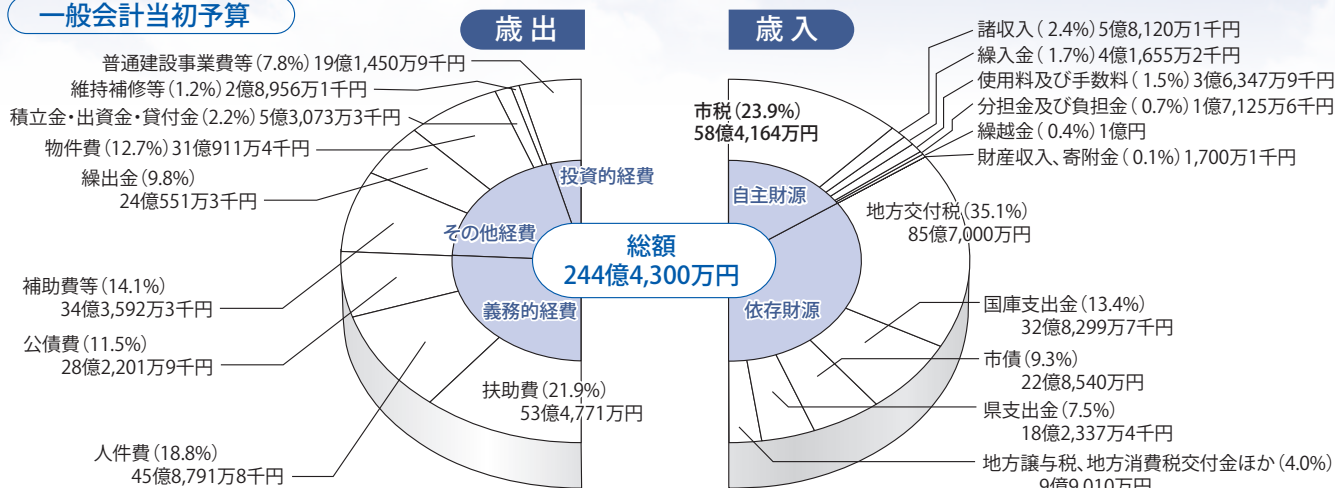 一般会計当初予算
歳出
普通建設事業費等(7.8%)19億1,450万9千円
維持補修等(1.2%)2億8,956万1千円
積立金・出資金・貸付金(2.2%)5億3,073万3千円
物件費(12.7%)31億911万4千円
繰出金(9.8%)
24億551万3千円
補助費等(14.1%)
34億3,592万3千円
公債費(11.5%)
28億2,201万9千円
人件費(18.8%)
45億8,791万8千円
扶助費(21.9%)
53億4,771万円
投資的経費
その他経費
義務的経費
総額
244億4,300万円
歳入
諸収入(2.4%)5億8,120万1千円
繰入金(1.7%)4億1,655万2千円
使用料及び手数料(1.5%)3億6,347万9千円
分担金及び負担金(0.7%)1億7,125万6千円
繰越金(0.4%)1億円
財産収入、寄附金(0.1%)1,700万1千円
市税(23.9%)
58億4,164万円
自主財源
地方交付税(35.1%)
85億7,000万円
依存財源
国庫支出金(13.4%)
32億8,299万7千円
市債(9.3%)
22億8,540万円
県支出金(7.5%)
18億2,337万4千円
地方譲与税、地方消費税交付金ほか(4.0%)
9億9,010万円